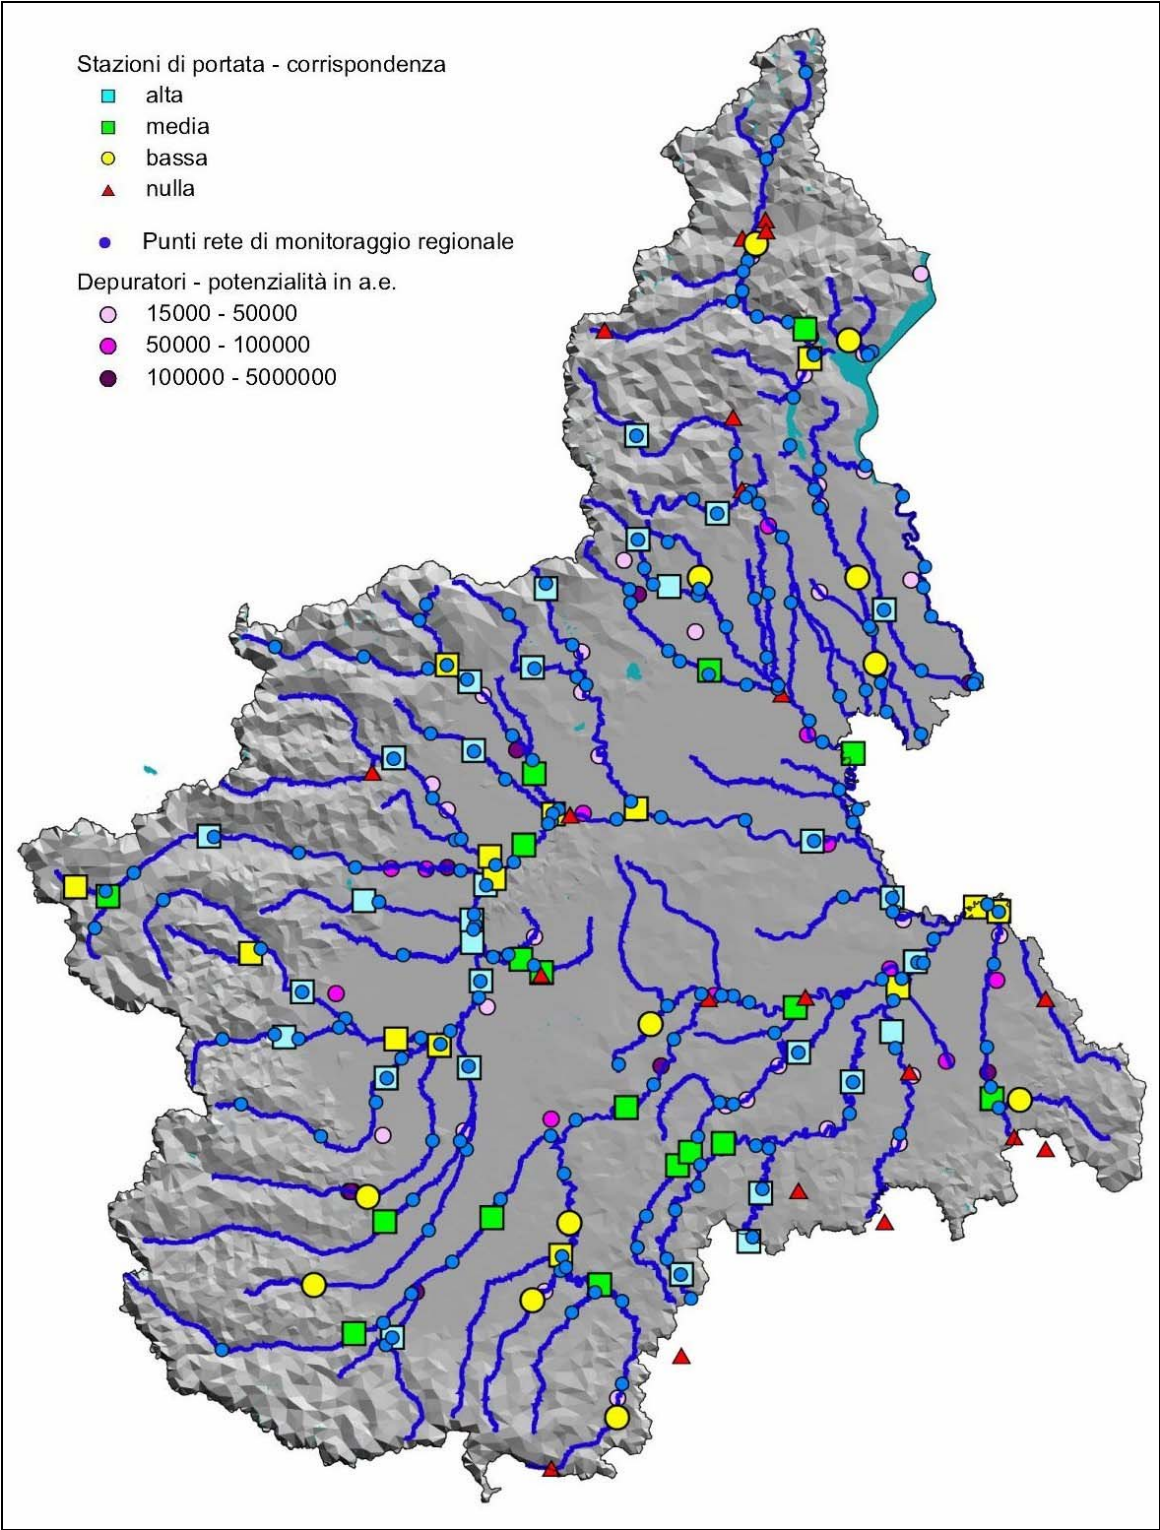 Stazioni di portata - corrispondenza
alta
media
bassa
nulla
Punti rete di monitoraggio regionale
Depuratori - potenzialità in a.e.
15000 - 50000
50000 - 100000
100000 - 5000000